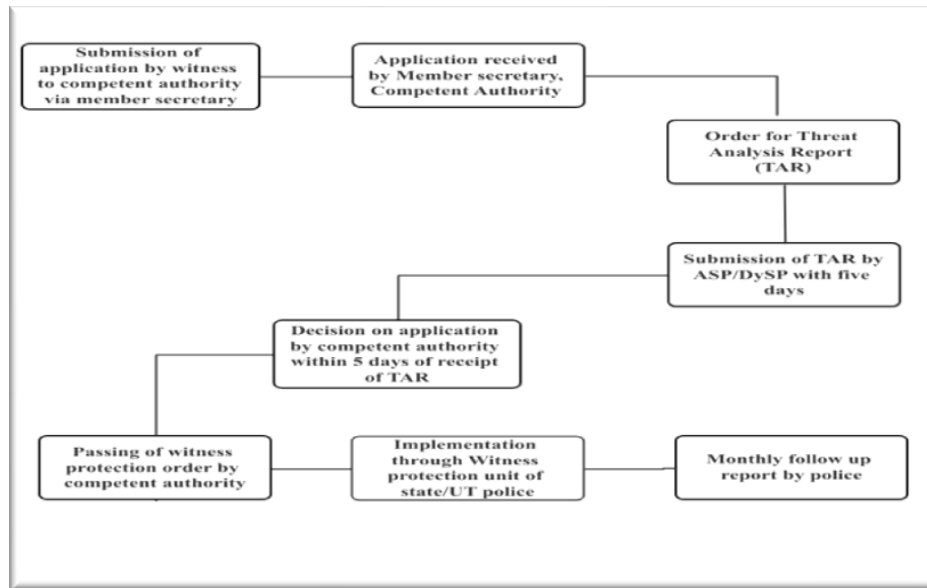 Submission of
application by witness
to competent authority
via member secretary
Application received
by Member secretary,
Competent Authority
Order for Threat
Analysis Report
(TAR)
Submission of TAR by
ASP/DySP with five
days
Decision on application
by competent authority
within 5 days of receipt
of TAR
Passing of witness
protection order by
competent authority
Implementation
through Witness
protection unit of
state/UT police
Monthly follow up
report by police